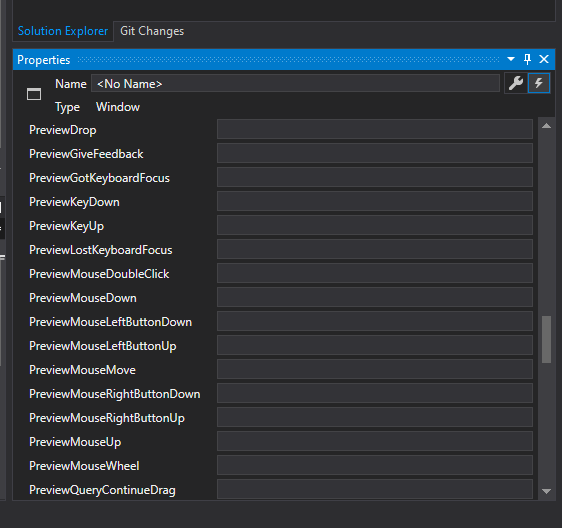 Solution Explorer Git Changes
Properties
Name <No Name>
Type Window
PreviewDrop
PreviewGiveFeedback
PreviewGotKeyboardFocus
PreviewKeyDown
PreviewKeyUp
PreviewLostKeyboardFocus
PreviewMouseDoubleClick
PreviewMouseDown
PreviewMouseLeftButtonDown
PreviewMouseLeftButtonUp
PreviewMouseMove
PreviewMouseRightButtonDown
PreviewMouseRightButtonUp
PreviewMouseUp
PreviewMouseWheel
PreviewQueryContinueDrag